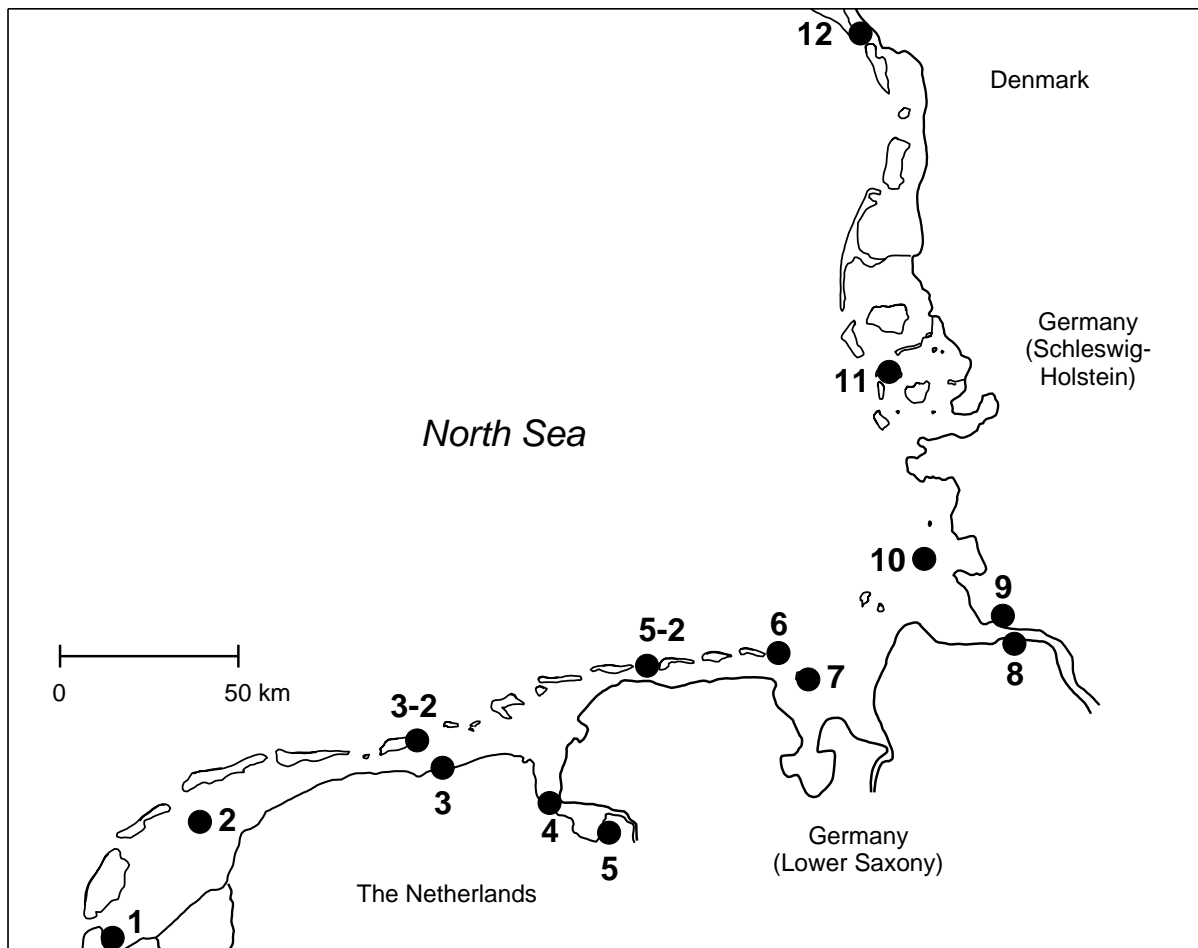 12
Denmark
Germany
(Schleswig-
Holstein)
11
North Sea
10
9
5-2
6
8
7
0
50 km
3-2
3
2
4
5
Germany
(Lower Saxony)
The Netherlands
1